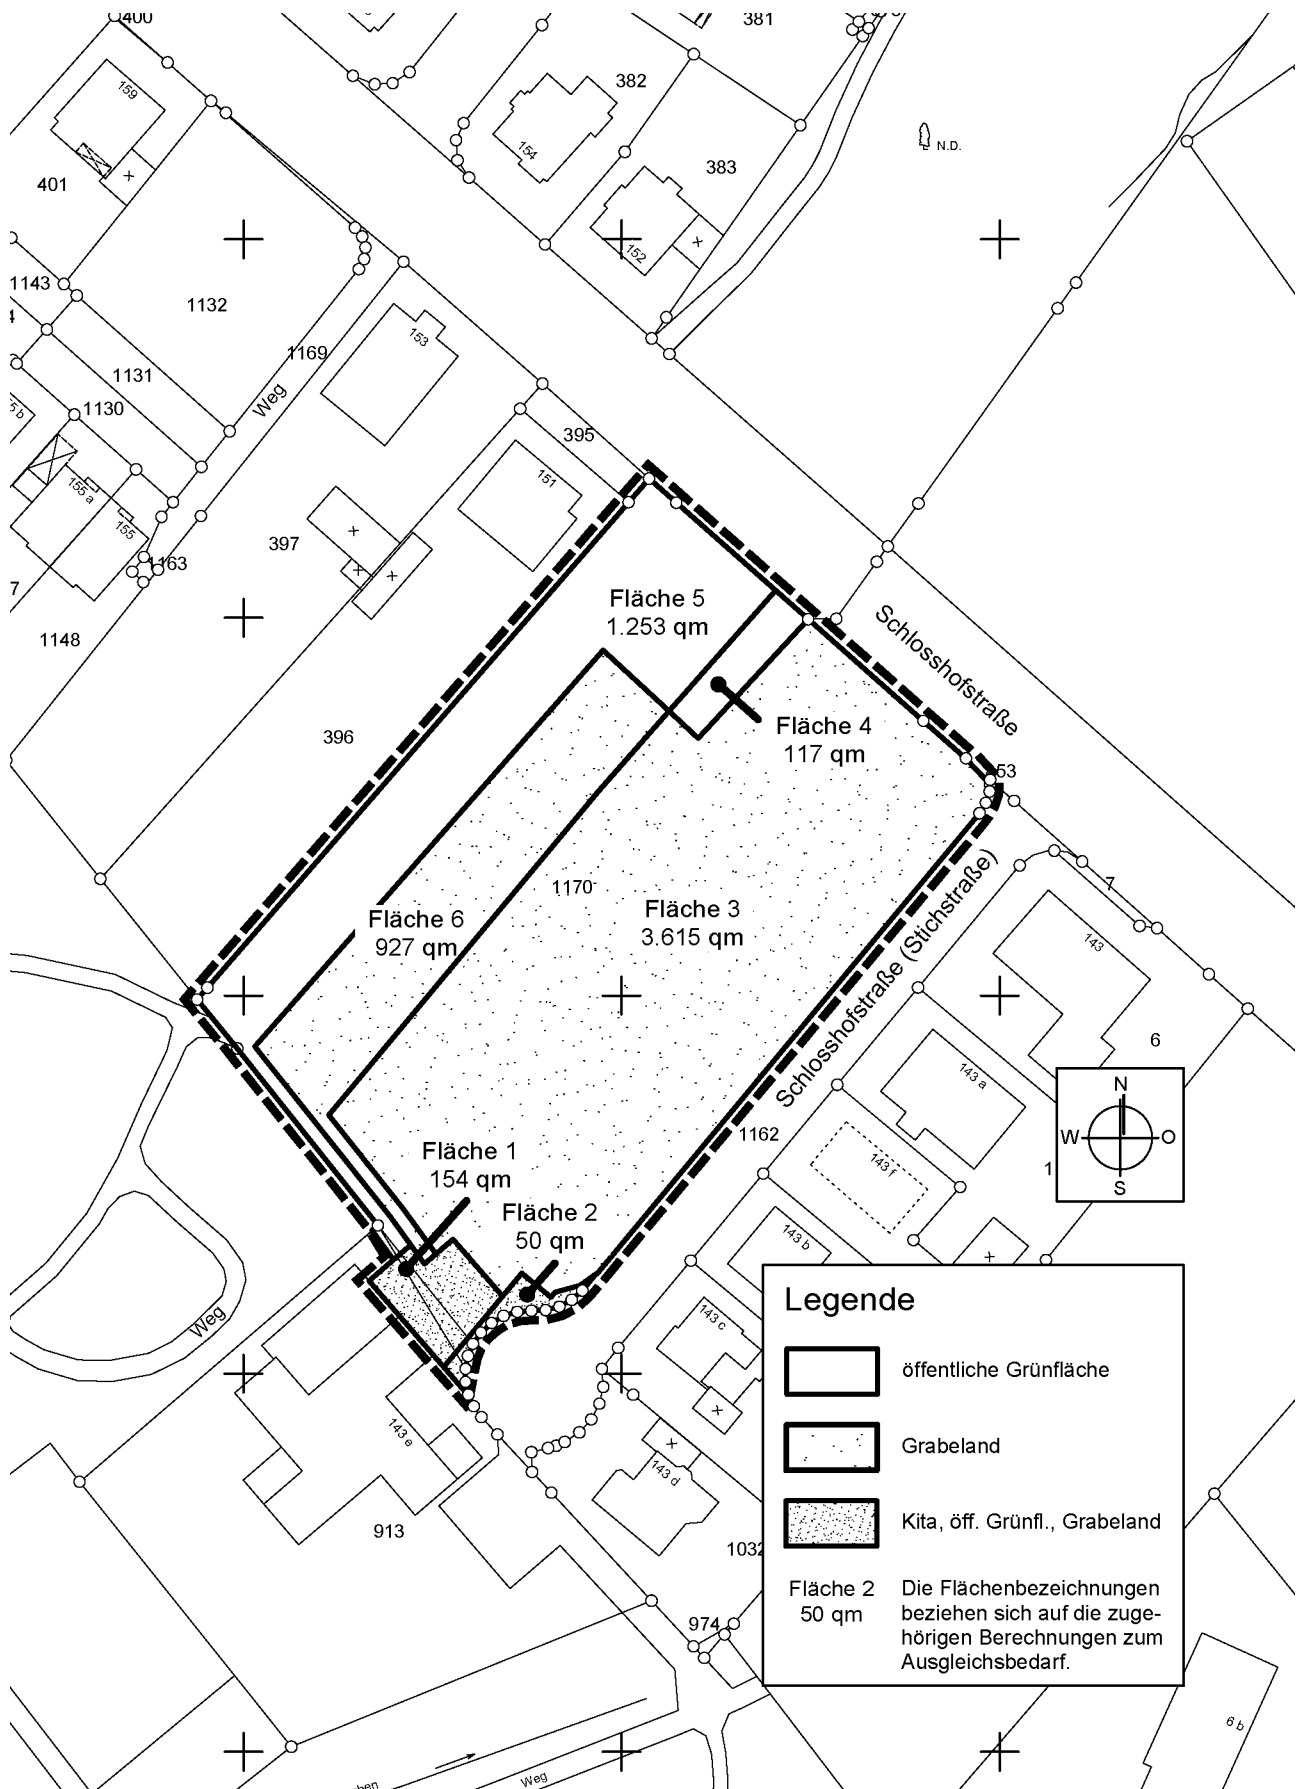 400
381
159
382
154
N.D.
383
401
152
1143
1132
153
1169
1131
Weg
1130
395
5 b
151
155 a
155
397
1163
7
Fläche 5
1.253 qm
1148
Schlosshofstraße
Fläche 4
117 qm
396
53
1170
7
Fläche 6
927 qm
Fläche 3
3.615 qm
Schlosshofstraße (Stichstraße)
143
6
143 a
N
W
O
S
1162
Fläche 1
154 qm
143 f
1
Fläche 2
50 qm
143 b
Legende
Weg
143 c
öffentliche Grünfläche
143 e
Grabeland
143 d
913
Kita, öff. Grünfl., Grabeland
1032
Fläche 2
50 qm
Die Flächenbezeichnungen
beziehen sich auf die zuge-
hörigen Berechnungen zum
Ausgleichsbedarf.
974
6 b
Weg